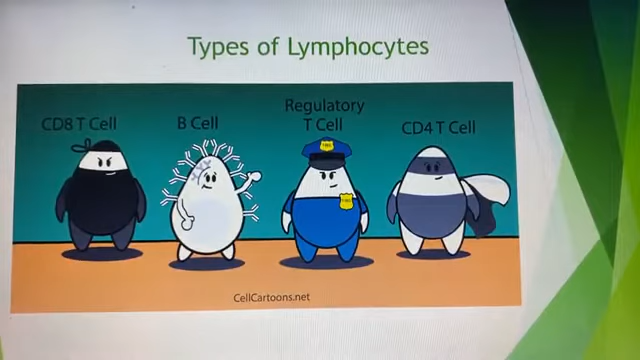 Types of Lymphocytes
CD8 T Cell
B Cell
Regulatory
T Cell
CD4 T Cell
CellCartoons.net